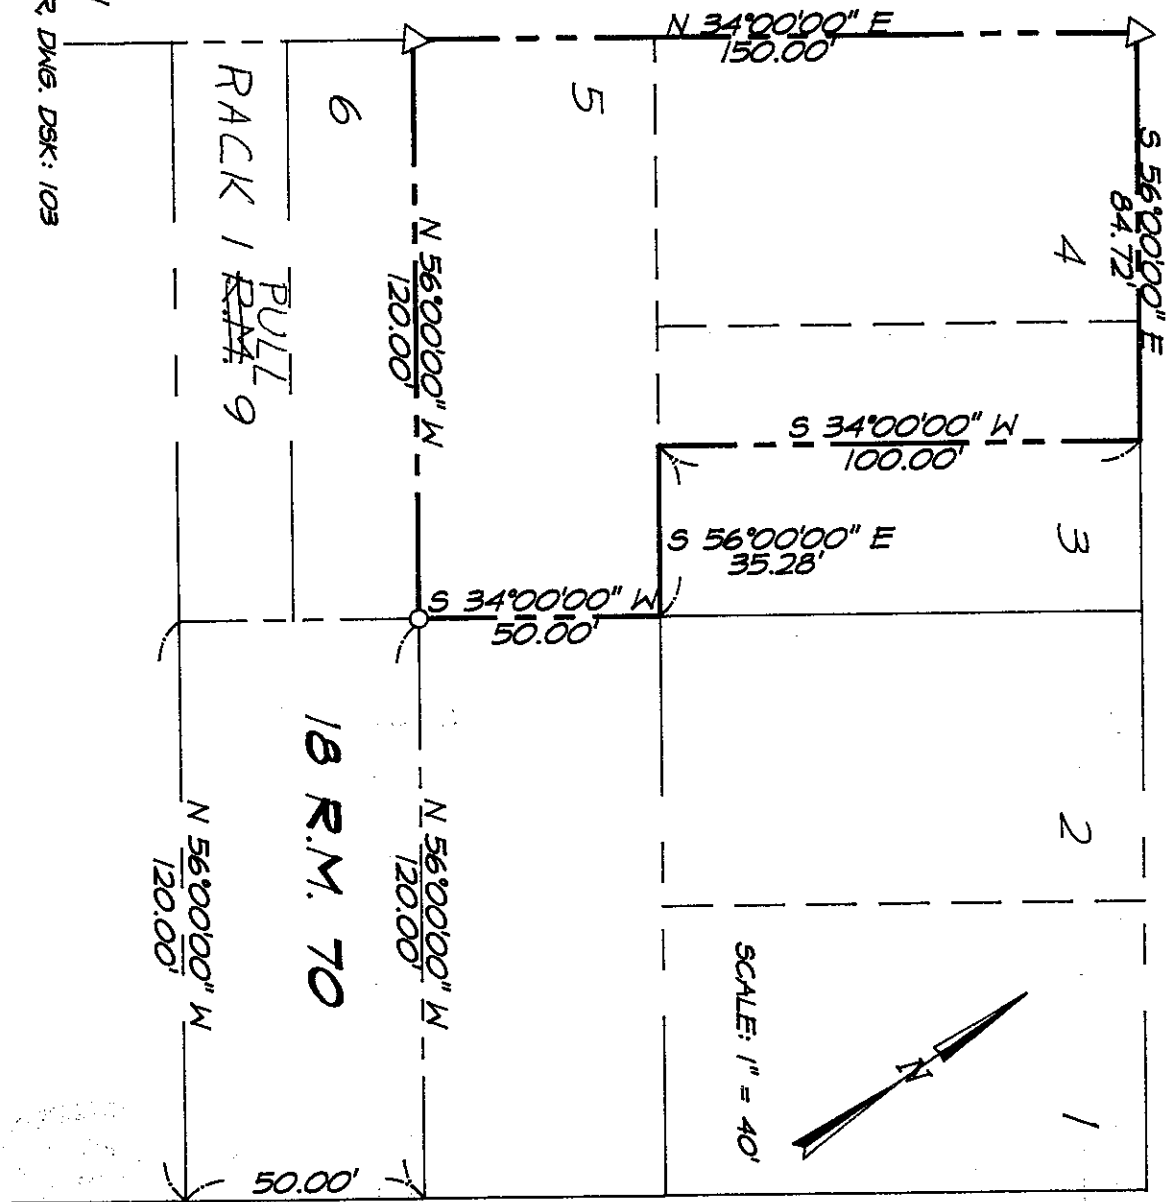 N 34°00'00" E
150.00'
S 56°00'00" E
84.72'
R DWG. DSK: 103
6
5
4
RACK 1 R.M. 9
PULL
N 56°00'00" W
120.00'
S 34°00'00" W
100.00'
3
S 56°00'00" E
35.28'
S 34°00'00" W
50.00'
18 R.M. 70
N 56°00'00" W
120.00'
N 56°00'00" W
120.00'
2
SCALE: 1" = 40'
N
1
50.00'